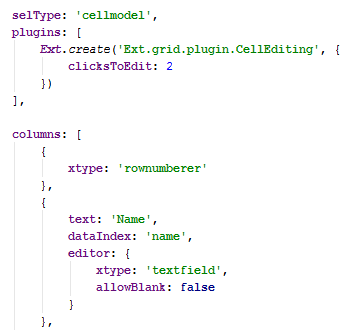 selType: 'cellmodel',
plugins: [
    Ext.create('Ext.grid.plugin.CellEditing', {
        clicksToEdit: 2
    })
],

columns: [
    {
        xtype: 'rownumberer'
    },
    {
        text: 'Name',
        dataIndex: 'name',
        editor: {
            xtype: 'textfield',
            allowBlank: false
        }
    },